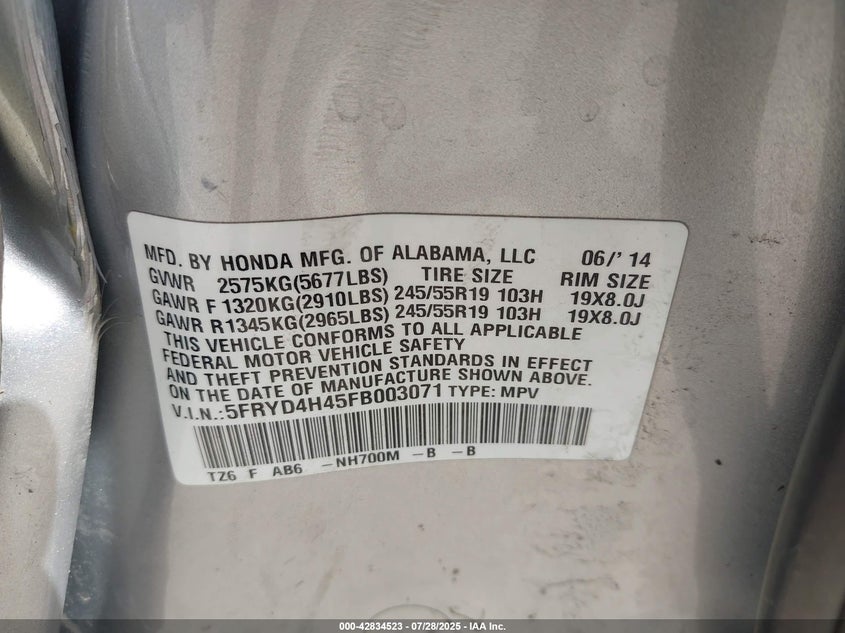 MFD. BY HONDA MFG. OF ALABAMA, LLC 06/' 14
GVWR 2575KG(5677LBS) TIRE SIZE RIM SIZE
GAWR F 1320KG(2910LBS) 245/55R19 103H 19X8.0J
GAWR R1345KG(2965LBS) 245/55R19 103H 19X8.0J
THIS VEHICLE CONFORMS TO ALL APPLICABLE
FEDERAL MOTOR VEHICLE SAFETY
AND THEFT PREVENTION STANDARDS IN EFFECT
ON THE DATE OF MANUFACTURE SHOWN ABOVE.
V.I.N.:5FRYD4H45FB003071 TYPE: MPV
TZ6 F AB6 -NH700M -B -B
000-42834523 / 07/28/2025 - IAA Inc.